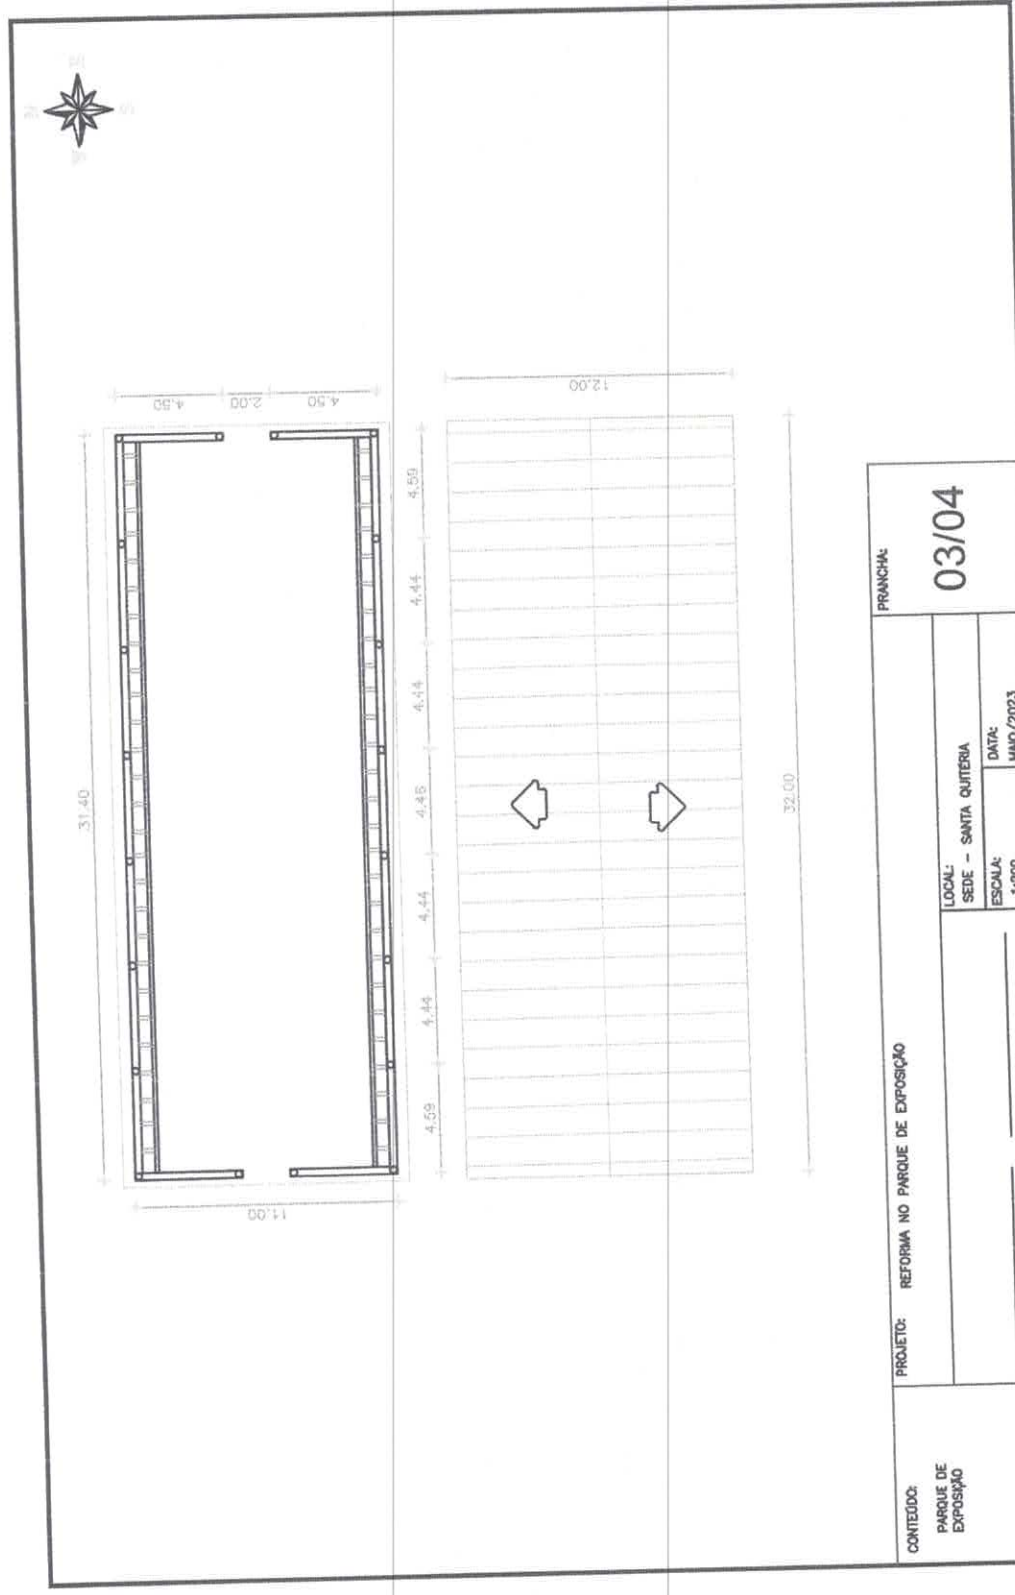 31.40
4.50
2.00
4.50
4.59
4.44
4.44
4.46
4.44
4.44
4.59
11.00
12.00
32.00
CONTEÚDO:
PARQUE DE
EXPOSIÇÃO
PROJETO: REFORMA NO PARQUE DE EXPOSIÇÃO
LOCAL:
SEDE – SANTA QUITÉRIA
ESCALA:
DATA:
MAIO/2023
PRANCHA:
03/04